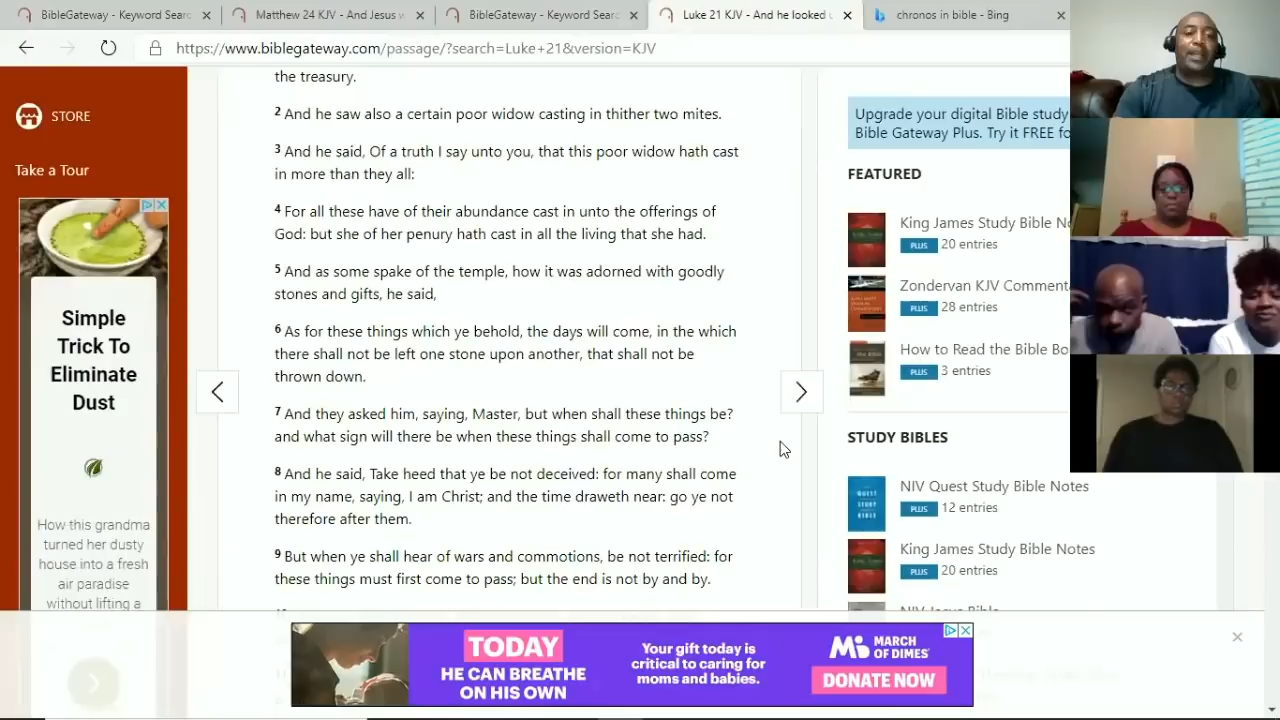 BibleGateway - Keyword Searc
Matthew 24 KJV - And Jesus w
BibleGateway - Keyword Searc
Luke 21 KJV - And he looked u
chronos in bible - Bing
https://www.biblegateway.com/passage/?search=Luke+21&version=KJV
STORE
Take a Tour
Simple
Trick To
Eliminate
Dust
How this grandma
turned her dusty
house into a fresh
air paradise
without lifting a
the treasury.
2 And he saw also a certain poor widow casting in thither two mites.
3 And he said, Of a truth I say unto you, that this poor widow hath cast
in more than they all:
4 For all these have of their abundance cast in unto the offerings of
God: but she of her penury hath cast in all the living that she had.
5 And as some spake of the temple, how it was adorned with goodly
stones and gifts, he said,
6 As for these things which ye behold, the days will come, in the which
there shall not be left one stone upon another, that shall not be
thrown down.
7 And they asked him, saying, Master, but when shall these things be?
and what sign will there be when these things shall come to pass?
8 And he said, Take heed that ye be not deceived: for many shall come
in my name, saying, I am Christ; and the time draweth near: go ye not
therefore after them.
9 But when ye shall hear of wars and commotions, be not terrified: for
these things must first come to pass; but the end is not by and by.
Upgrade your digital Bible study
Bible Gateway Plus. Try it FREE fo
FEATURED
King James Study Bible No
PLUS 20 entries
Zondervan KJV Comment
PLUS 28 entries
How to Read the Bible Bo
PLUS 3 entries
STUDY BIBLES
NIV Quest Study Bible Notes
PLUS 12 entries
King James Study Bible Notes
PLUS 20 entries
NIV Jesus Bible
TODAY
HE CAN BREATHE
ON HIS OWN
Your gift today is
critical to caring for
moms and babies.
MARCH
OF DIMES
DONATE NOW